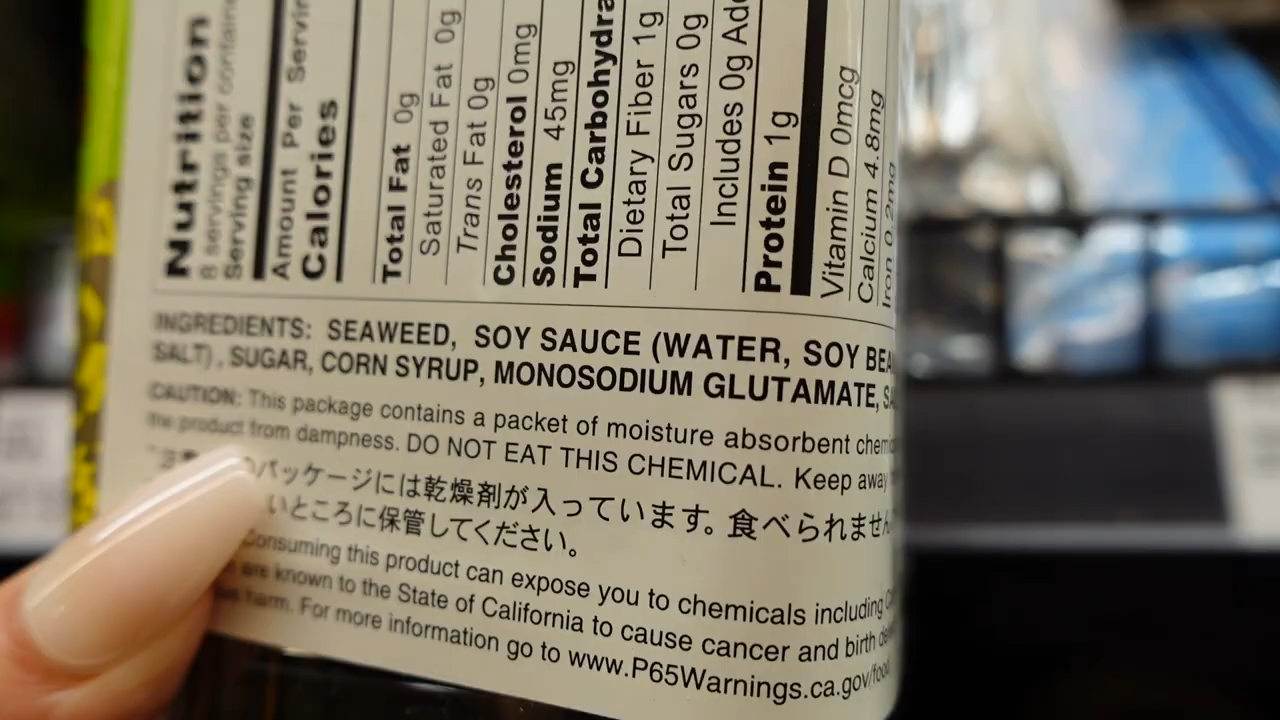 Nutrition
8 servings per
Serving size
Amount Per Servin
Calories
Total Fat 0g
Saturated Fat 0g
Trans Fat 0g
Cholesterol 0mg
Sodium 45mg
Total Carbohydra
Dietary Fiber 1g
Total Sugars 0g
Includes 0g Ad
Protein 1g
Vitamin D 0mcg
Calcium 4.8mg
Iron 0.2mg
INGREDIENTS: SEAWEED, SOY SAUCE (WATER, SOY BEA
SALT), SUGAR, CORN SYRUP, MONOSODIUM GLUTAMATE, SA
CAUTION: This package contains a packet of moisture absorbent chem
the product from dampness. DO NOT EAT THIS CHEMICAL. Keep away
パッケージには乾燥剤が入っています。食べられません
いところに保管してください。
Consuming this product can expose you to chemicals including
are known to the State of California to cause cancer and birth
harm. For more information go to www.P65Warnings.ca.gov/food